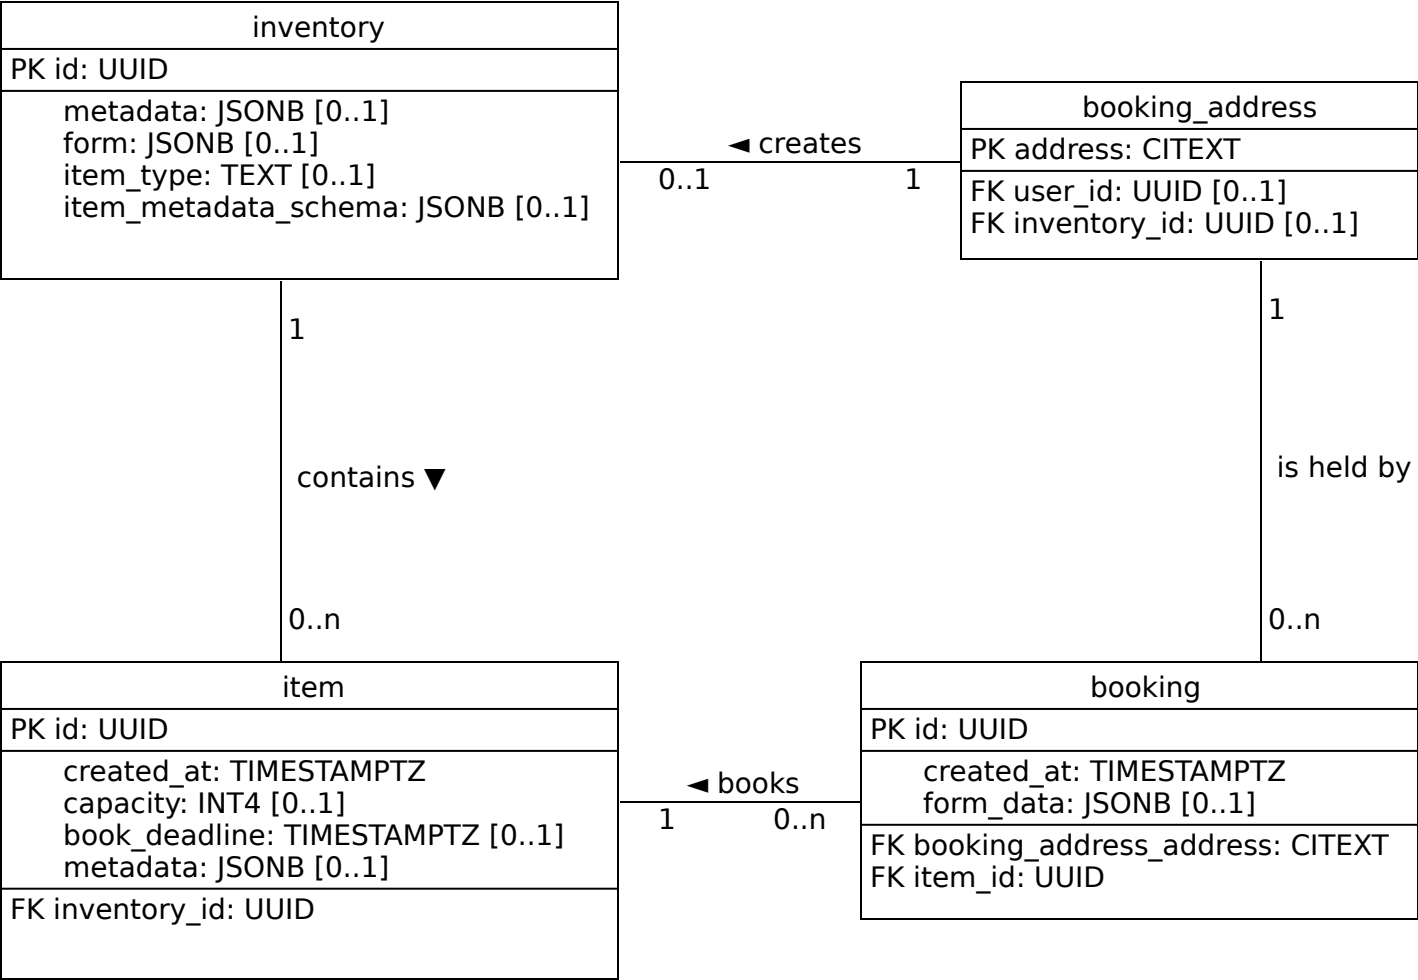 inventory
PK id: UUID
metadata: JSONB [0..1]
form: JSONB [0..1]
item_type: TEXT [0..1]
item_metadata_schema: JSONB [0..1]
◄ creates
0..1
1
booking_address
PK address: CITEXT
FK user_id: UUID [0..1]
FK inventory_id: UUID [0..1]
1
contains ▼
0..n
1
is held by
0..n
item
PK id: UUID
created_at: TIMESTAMPTZ
capacity: INT4 [0..1]
book_deadline: TIMESTAMPTZ [0..1]
metadata: JSONB [0..1]
FK inventory_id: UUID
◄ books
1
0..n
booking
PK id: UUID
created_at: TIMESTAMPTZ
form_data: JSONB [0..1]
FK booking_address_address: CITEXT
FK item_id: UUID